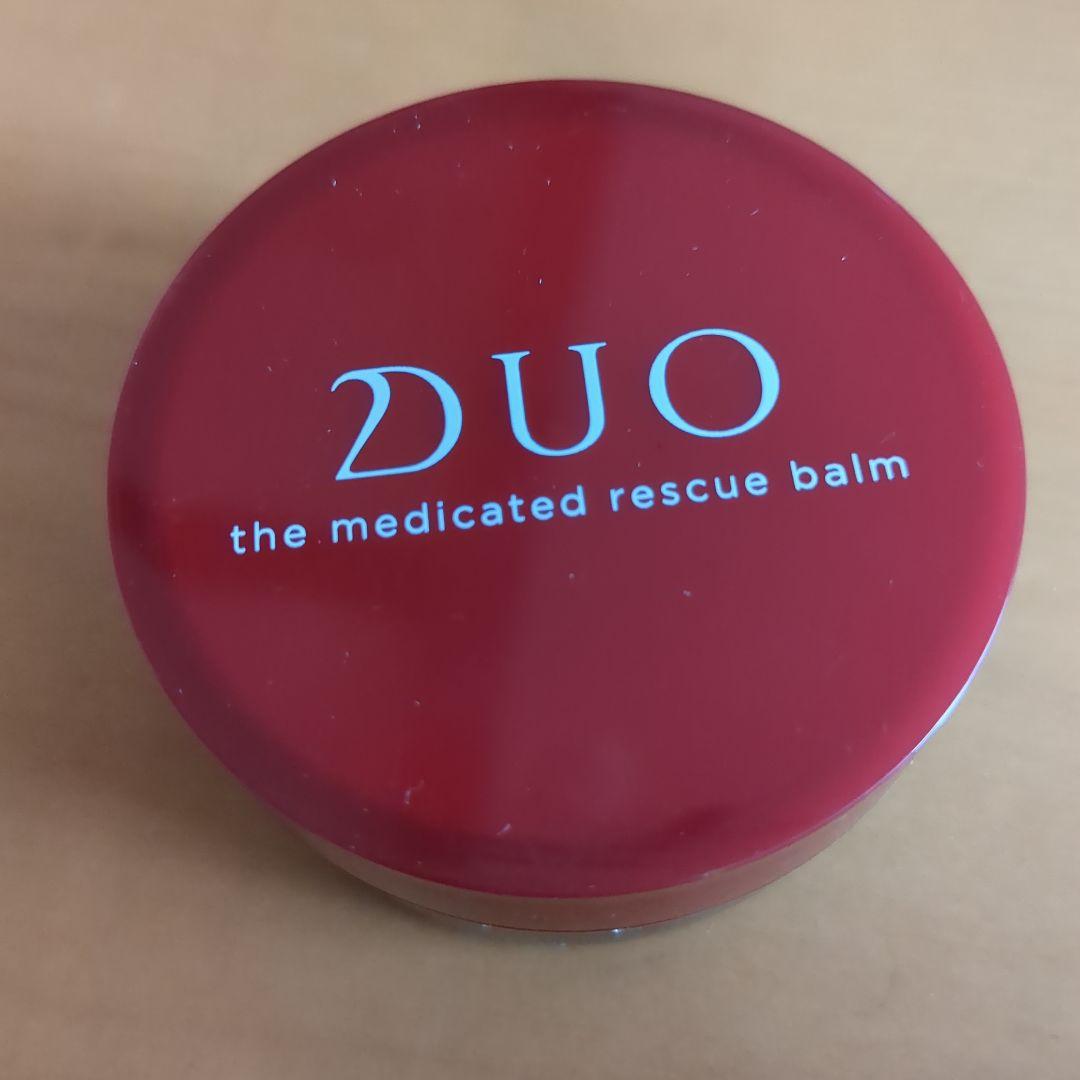 DUO
the medicated rescue balm